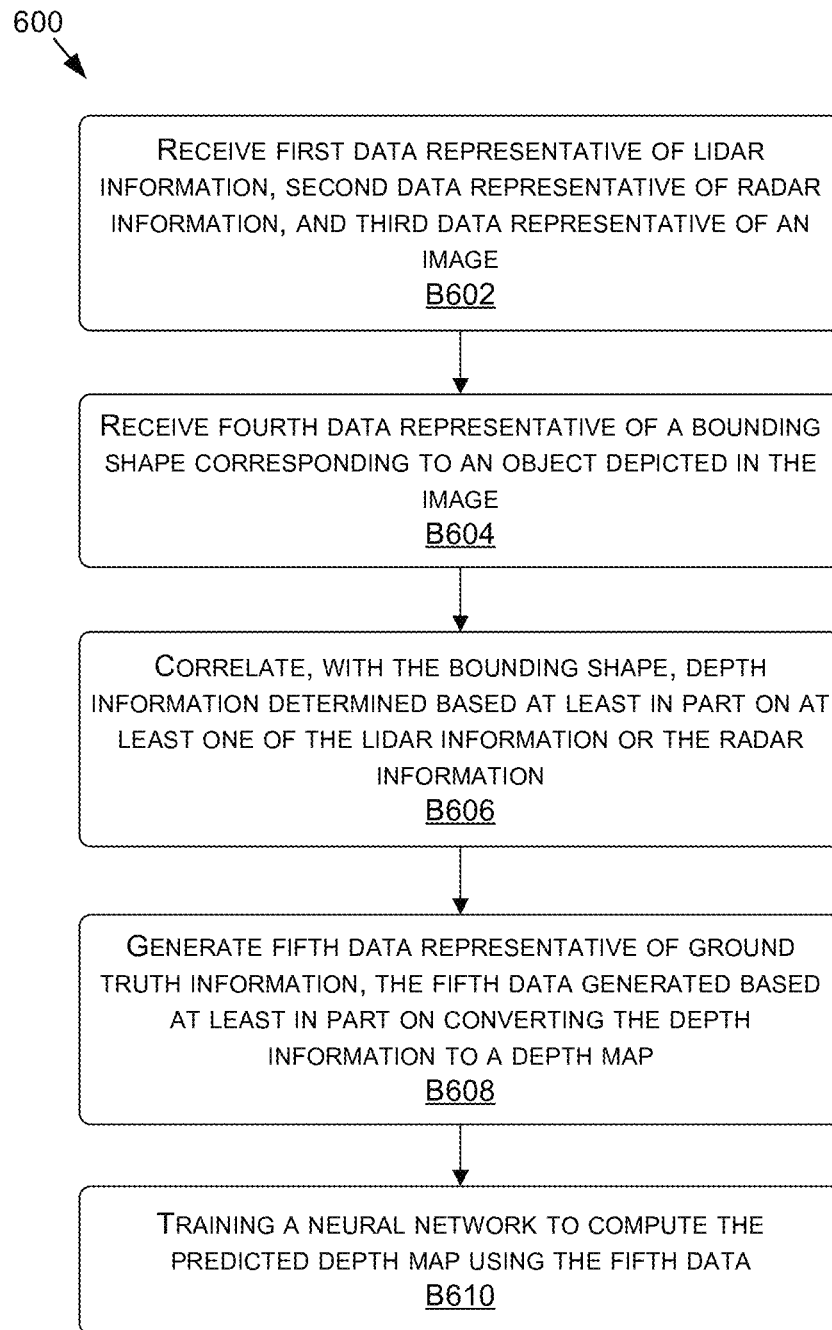 600
RECEIVE FIRST DATA REPRESENTATIVE OF LIDAR
INFORMATION, SECOND DATA REPRESENTATIVE OF RADAR
INFORMATION, AND THIRD DATA REPRESENTATIVE OF AN
IMAGE
B602
RECEIVE FOURTH DATA REPRESENTATIVE OF A BOUNDING
SHAPE CORRESPONDING TO AN OBJECT DEPICTED IN THE
IMAGE
B604
CORRELATE, WITH THE BOUNDING SHAPE, DEPTH
INFORMATION DETERMINED BASED AT LEAST IN PART ON AT
LEAST ONE OF THE LIDAR INFORMATION OR THE RADAR
INFORMATION
B606
GENERATE FIFTH DATA REPRESENTATIVE OF GROUND
TRUTH INFORMATION, THE FIFTH DATA GENERATED BASED
AT LEAST IN PART ON CONVERTING THE DEPTH
INFORMATION TO A DEPTH MAP
B608
TRAINING A NEURAL NETWORK TO COMPUTE THE
PREDICTED DEPTH MAP USING THE FIFTH DATA
B610